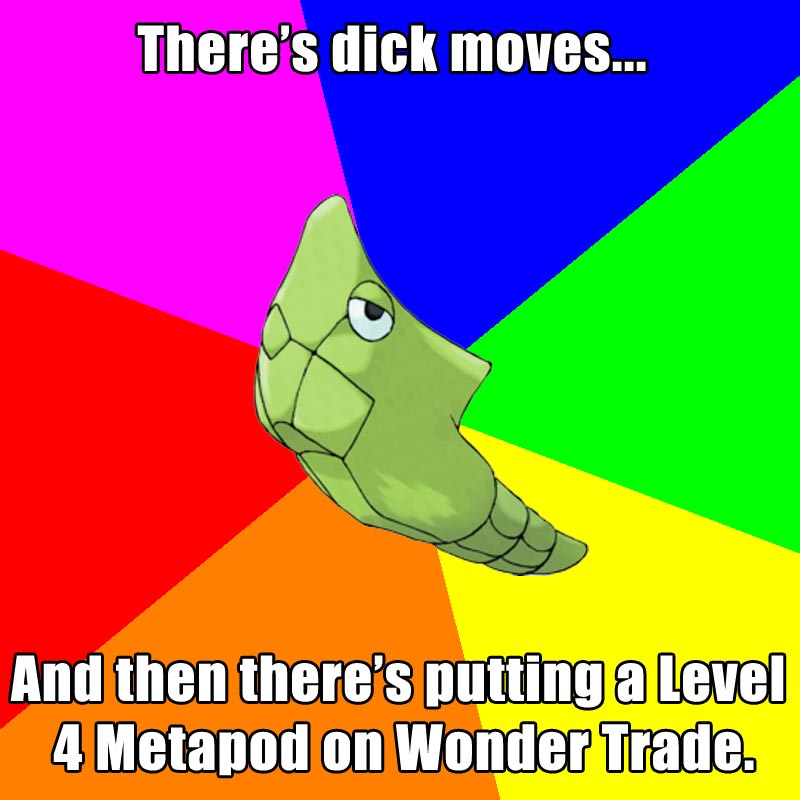 There’s dick moves...
And then there’s putting a Level
4 Metapod on Wonder Trade.